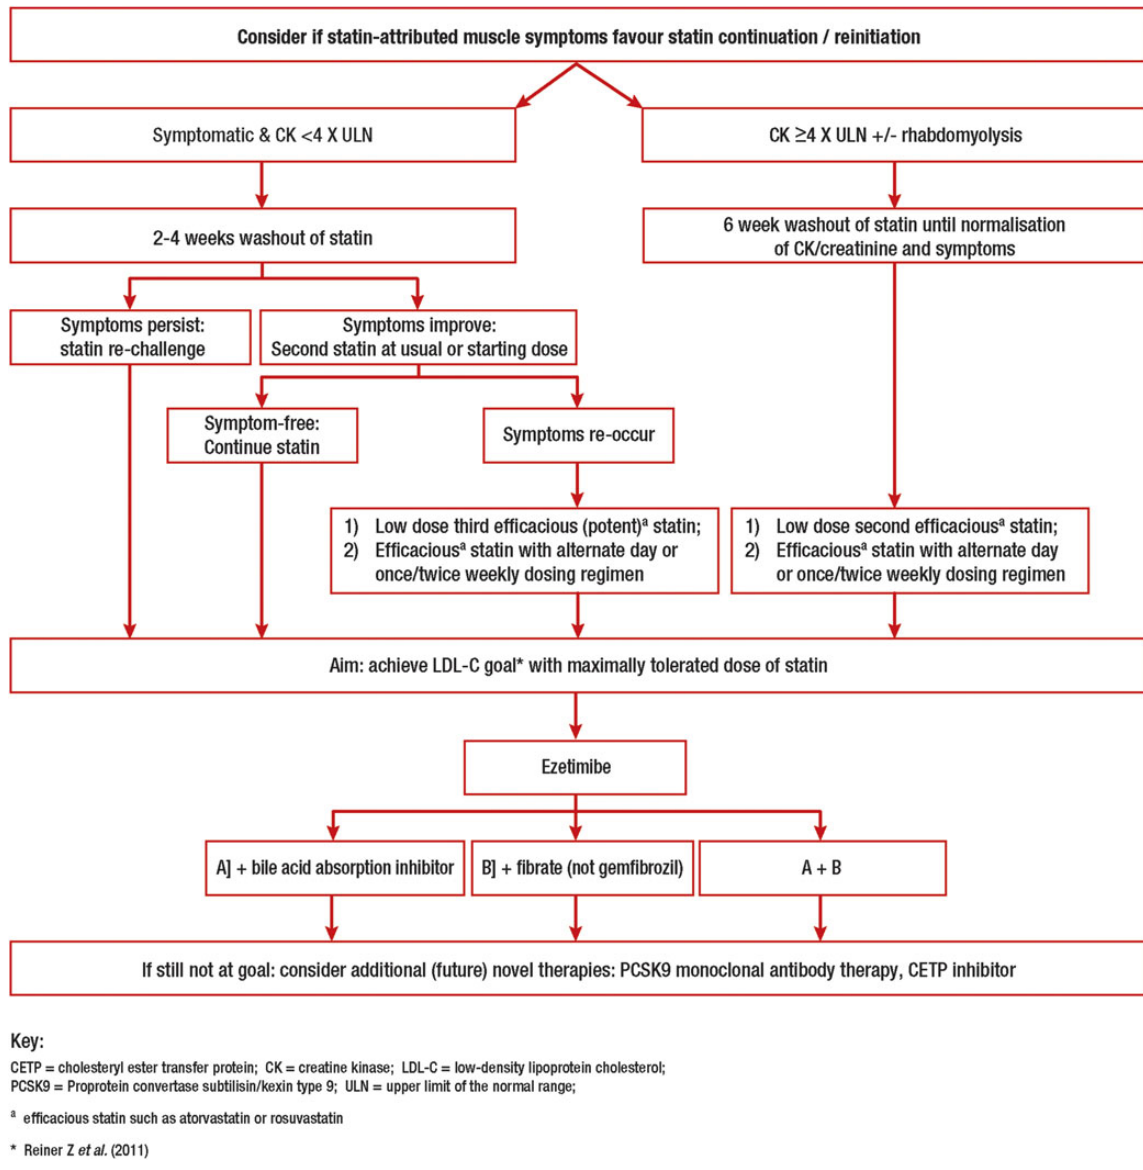 Consider if statin-attributed muscle symptoms favour statin continuation / reinitiation
Symptomatic & CK <4 X ULN
CK ≥4 X ULN +/- rhabdomyolysis
2-4 weeks washout of statin
6 week washout of statin until normalisation
of CK/creatinine and symptoms
Symptoms persist:
statin re-challenge
Symptoms improve:
Second statin at usual or starting dose
Symptom-free:
Continue statin
Symptoms re-occur
1) Low dose third efficacious (potent)ª statin;
2) Efficaciousª statin with alternate day or
once/twice weekly dosing regimen
1) Low dose second efficaciousª statin;
2) Efficaciousª statin with alternate day
or once/twice weekly dosing regimen
Aim: achieve LDL-C goal* with maximally tolerated dose of statin
Ezetimibe
A] + bile acid absorption inhibitor
B] + fibrate (not gemfibrozil)
A + B
If still not at goal: consider additional (future) novel therapies: PCSK9 monoclonal antibody therapy, CETP inhibitor
Key:
CETP = cholesteryl ester transfer protein; CK = creatine kinase; LDL-C = low-density lipoprotein cholesterol;
PCSK9 = Proprotein convertase subtilisin/kexin type 9; ULN = upper limit of the normal range;
ª efficacious statin such as atorvastatin or rosuvastatin
* Reiner Z et al. (2011)